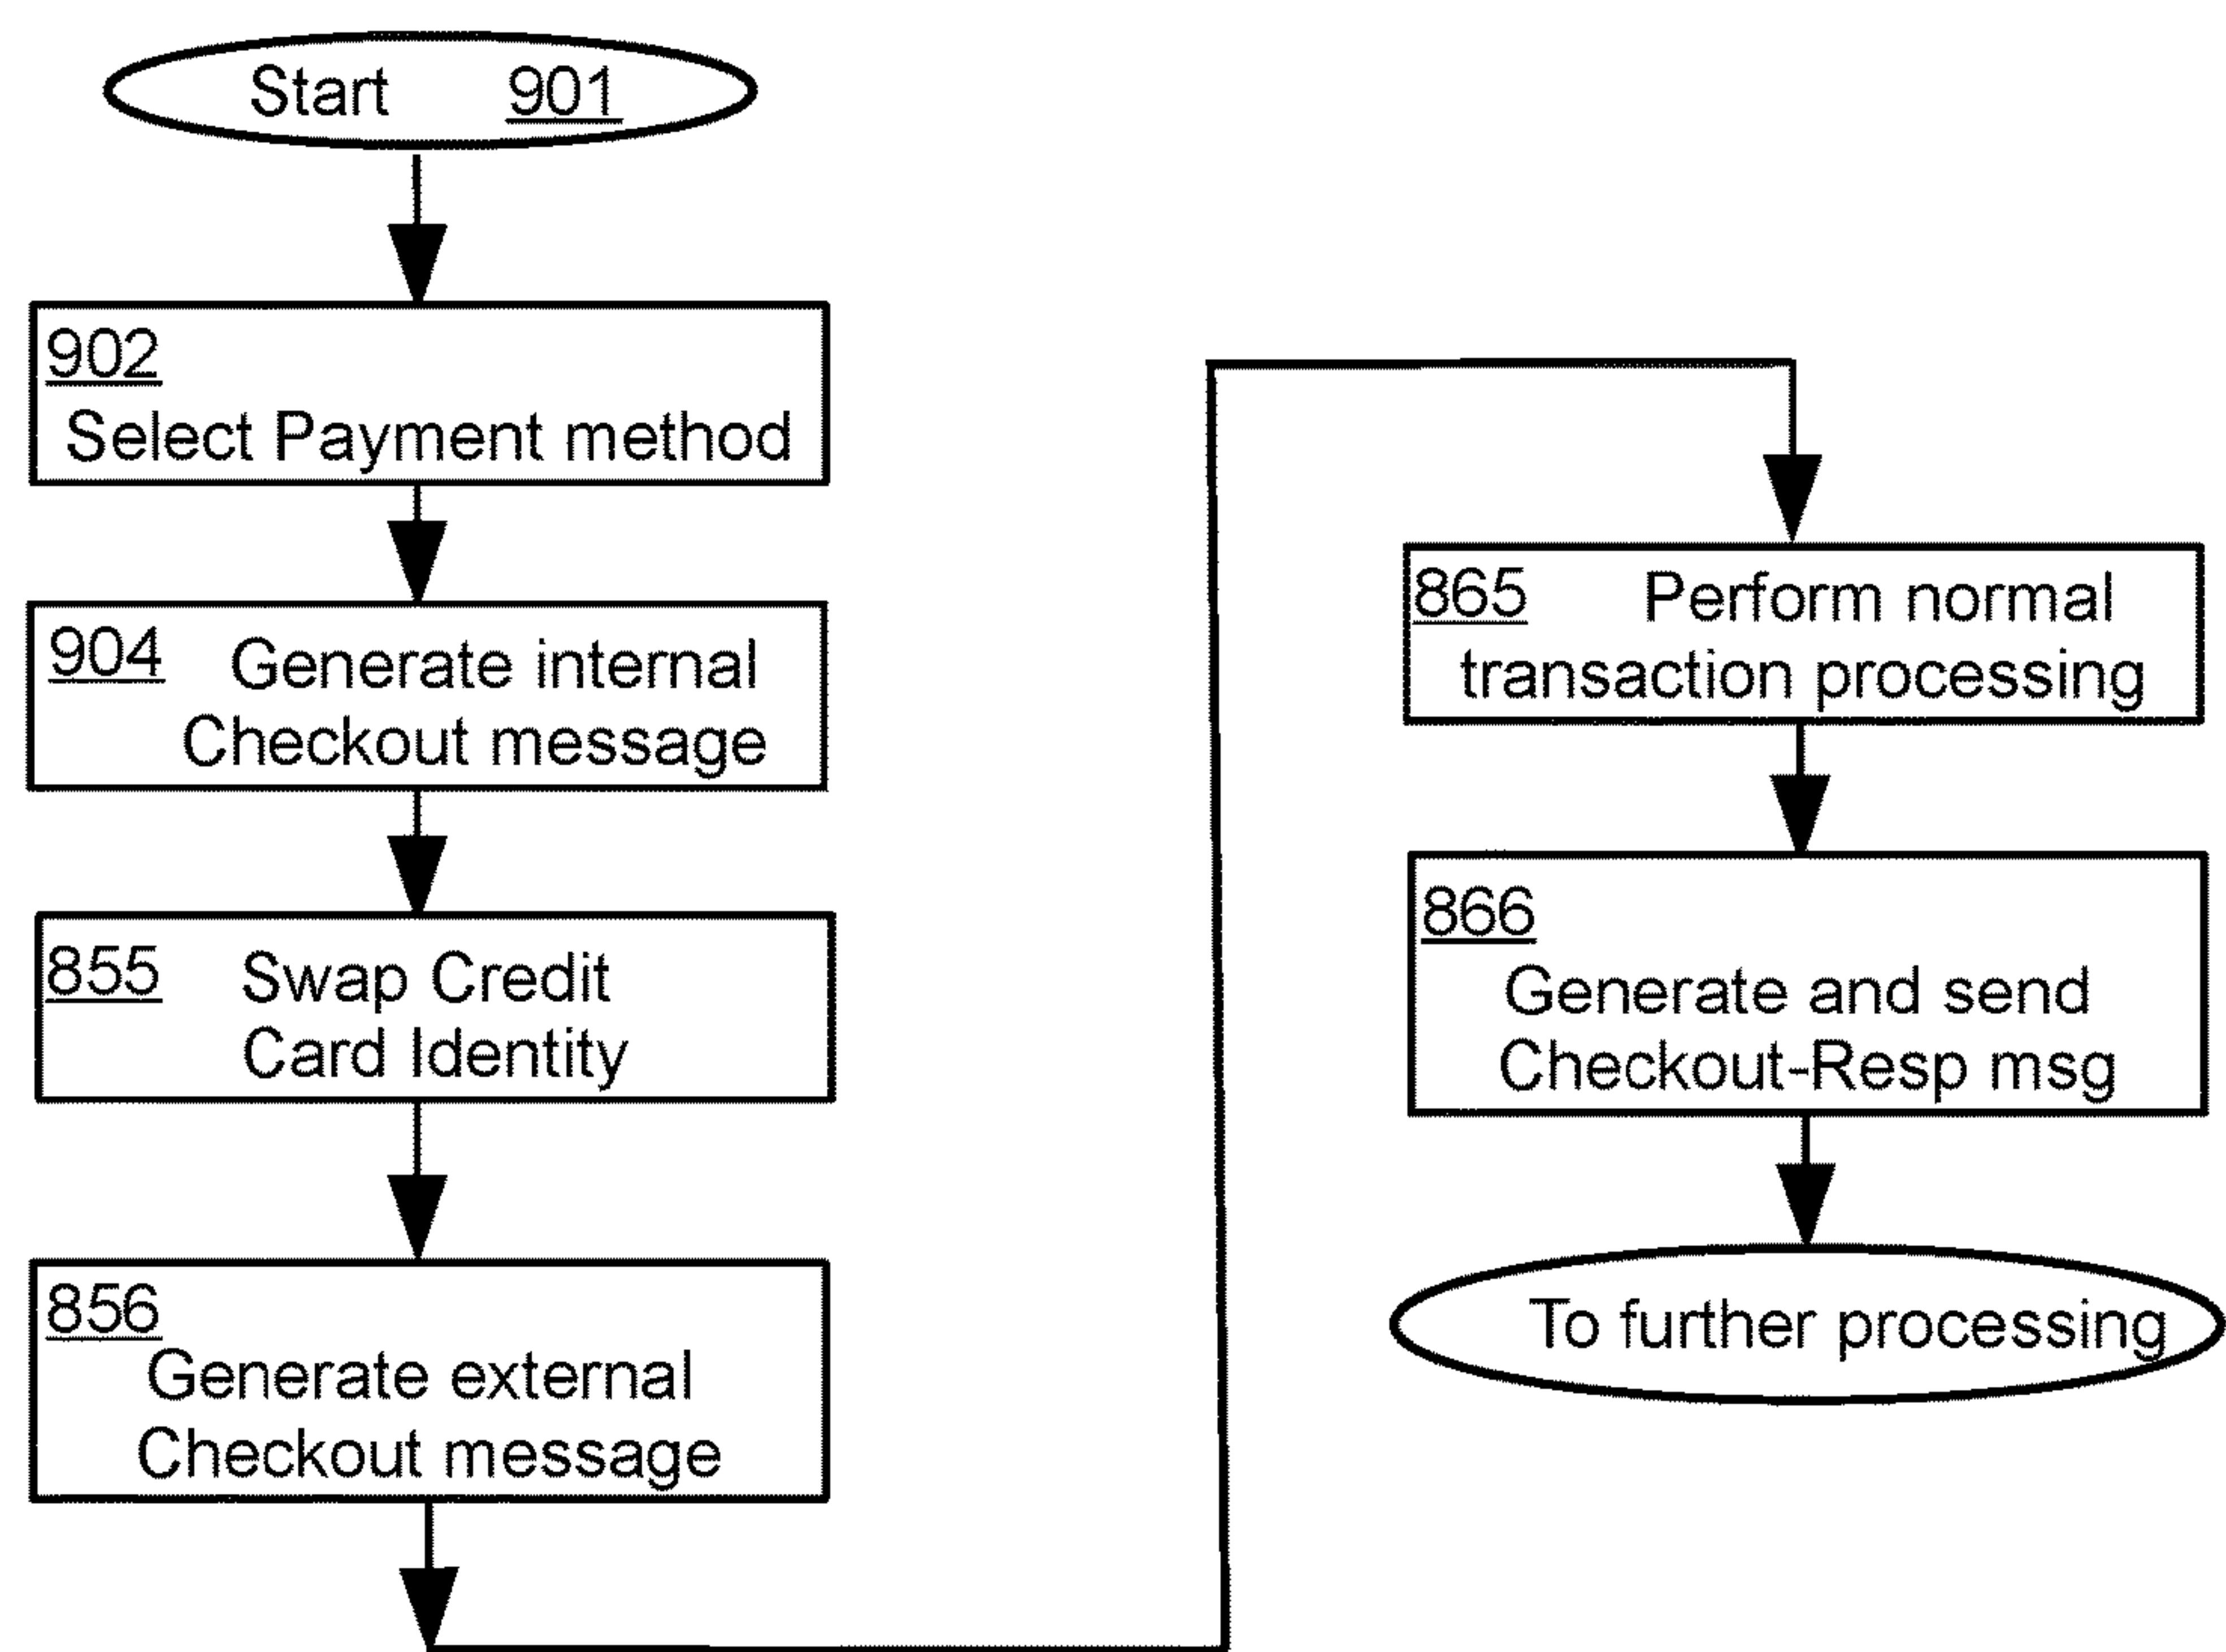 Start 901
902
Select Payment method
904 Generate internal
Checkout message
855 Swap Credit
Card Identity
856
Generate external
Checkout message
865 Perform normal
transaction processing
866
Generate and send
Checkout-Resp msg
To further processing